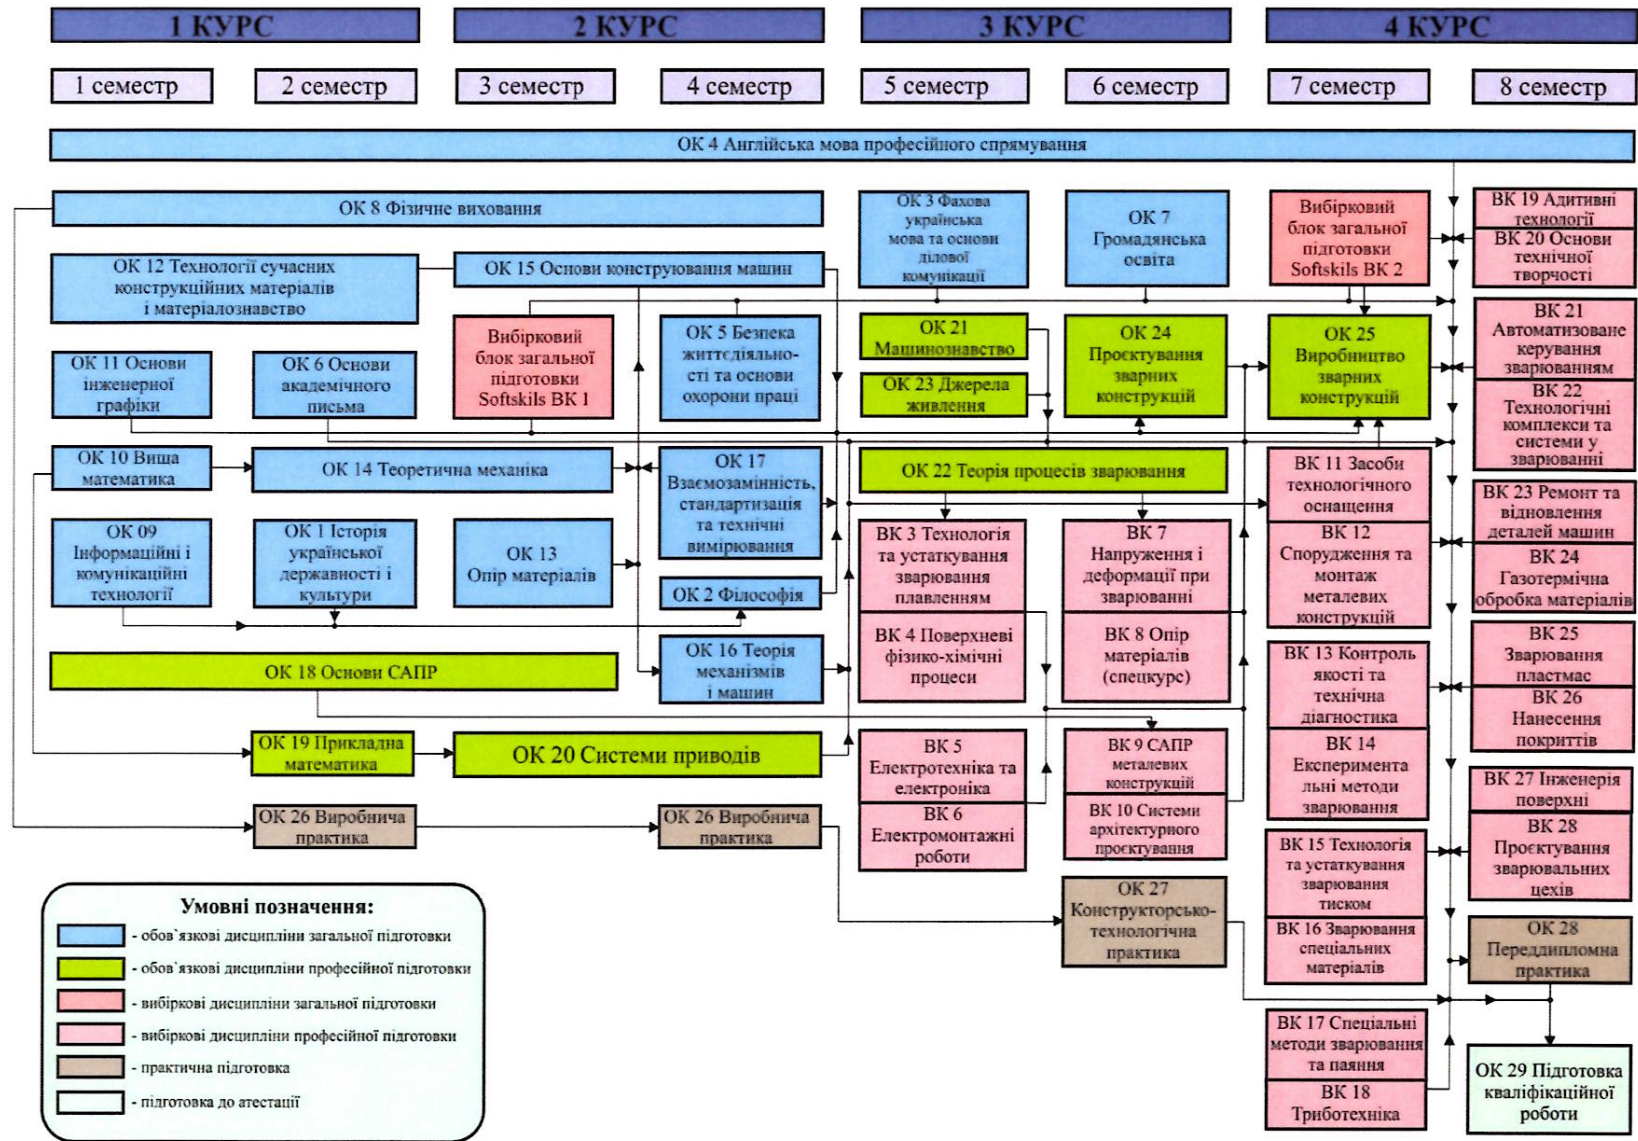 1 КУРС
2 КУРС
3 КУРС
4 КУРС
1 семестр
2 семестр
3 семестр
4 семестр
5 семестр
6 семестр
7 семестр
8 семестр
ОК 4 Англійська мова професійного спрямування
ОК 8 Фізичне виховання
ОК 3 Фахова
українська
мова та основи
ділової
комунікації
ОК 7
Громадянська
освіта
Вибірковий
блок загальної
підготовки
Softskils ВК 2
ВК 19 Адитивні
технології
ВК 20 Основи
технічної
творчості
ОК 12 Технології сучасних
конструкційних матеріалів
і матеріалознавство
ОК 15 Основи конструювання машин
Вибірковий
блок загальної
підготовки
Softskils ВК 1
ОК 5 Безпека
життєдіяльно-
сті та основи
охорони праці
ОК 21
Машинознавство
ОК 23 Джерела
живлення
ОК 24
Проєктування
зварних
конструкцій
ОК 25
Виробництво
зварних
конструкцій
ВК 21
Автоматизоване
керування
зварюванням
ВК 22
Технологічні
комплекси та
системи у
зварюванні
ОК 11 Основи
інженерної
графіки
ОК 6 Основи
академічного
письма
ОК 10 Вища
математика
ОК 14 Теоретична механіка
ОК 17
Взаємозамінність,
стандартизація
та технічні
вимірювання
ОК 22 Теорія процесів зварювання
ВК 11 Засоби
технологічного
оснащення
ВК 12
Спорудження та
монтаж
металевих
конструкцій
ВК 23 Ремонт та
відновлення
деталей машин
ВК 24
Газотермічна
обробка матеріалів
ОК 09
Інформаційні і
комунікаційні
технології
ОК 1 Історія
української
державності і
культури
ОК 13
Опір матеріалів
ОК 2 Філософія
ВК 3 Технологія
та устаткування
зварювання
плавленням
ВК 4 Поверхневі
фізико-хімічні
процеси
ВК 7
Напруження і
деформації при
зварюванні
ВК 8 Опір
матеріалів
(спецкурс)
ОК 18 Основи САПР
ОК 16 Теорія
механізмів
і машин
ВК 13 Контроль
якості та
технічна
діагностика
ВК 14
Експеримента
льні методи
зварювання
ВК 25
Зварювання
пластмас
ВК 26
Нанесення
покриттів
ОК 19 Прикладна
математика
ОК 20 Системи приводів
ВК 5
Електротехніка та
електроніка
ВК 6
Електромонтажні
роботи
ВК 9 САПР
металевих
конструкцій
ВК 10 Системи
архітектурного
проєктування
ВК 27 Інженерія
поверхні
ВК 28
Проєктування
зварювальних
цехів
ОК 26 Виробнича
практика
ОК 26 Виробнича
практика
ВК 15 Технологія
та устаткування
зварювання
тиском
ВК 16 Зварювання
спеціальних
матеріалів
ОК 27
Конструкторсько-
технологічна
практика
ОК 28
Переддипломна
практика
ВК 17 Спеціальні
методи зварювання
та паяння
ВК 18
Триботехніка
ОК 29 Підготовка
кваліфікаційної
роботи
Умовні позначення:
- обов`язкові дисципліни загальної підготовки
- обов`язкові дисципліни професійної підготовки
- вибіркові дисципліни загальної підготовки
- вибіркові дисципліни професійної підготовки
- практична підготовка
- підготовка до атестації